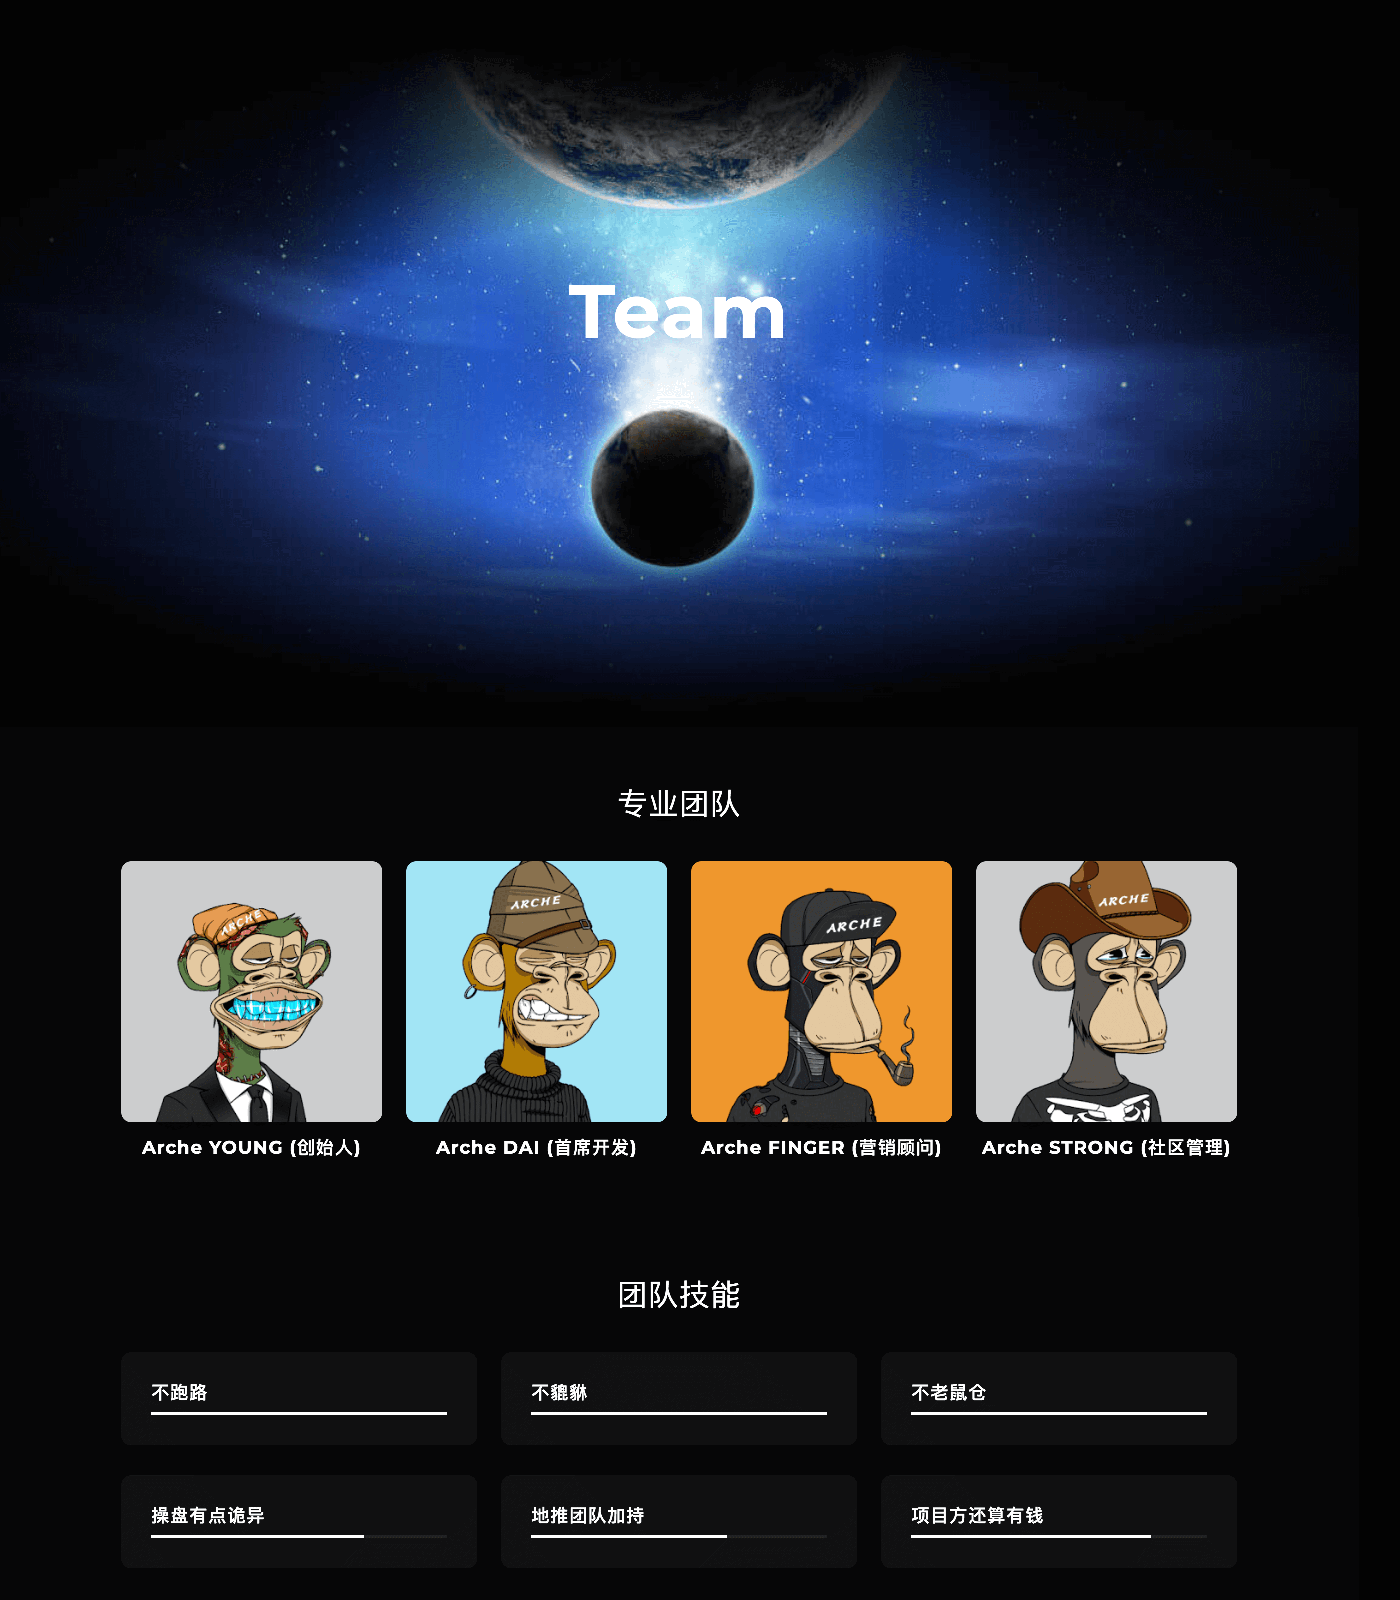 Team
专业团队
ARCHE
ARCHE
ARCHE
ARCHE
Arche YOUNG (创始人)
Arche DAI (首席开发)
Arche FINGER (营销顾问)
Arche STRONG (社区管理)
团队技能
不跑路
不貔貅
不老鼠仓
操盘有点诡异
地推团队加持
项目方还算有钱